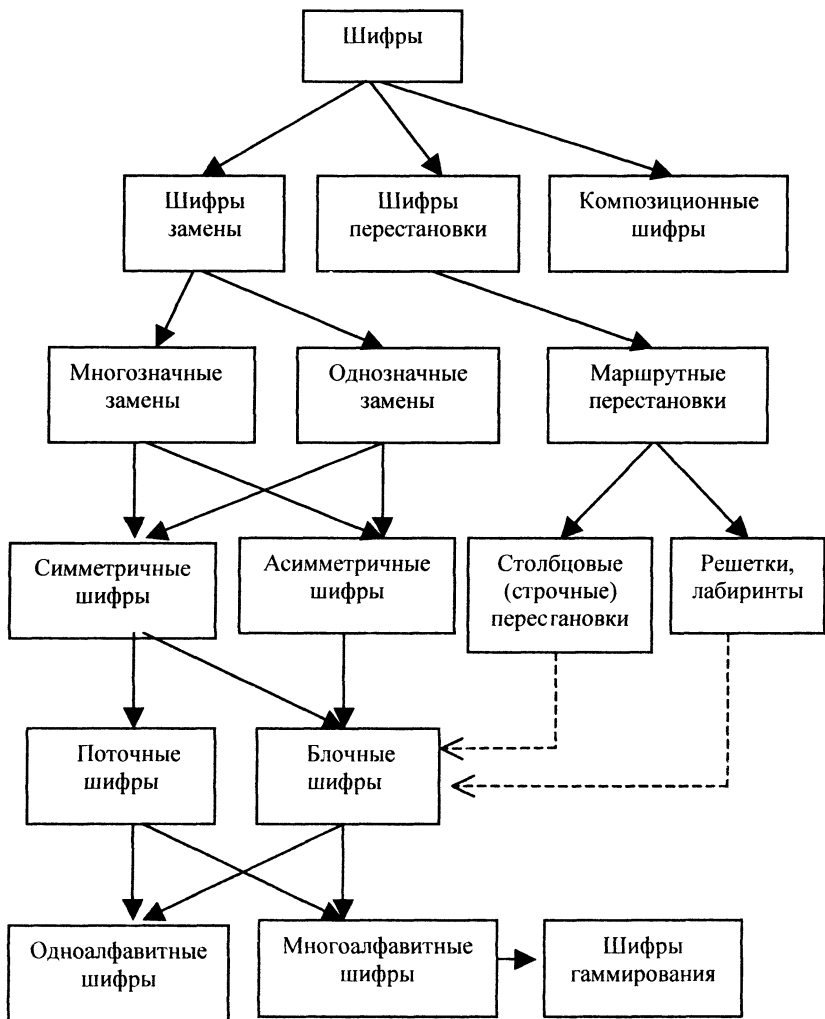 Шифры
Шифры
замены
Шифры
перестановки
Композиционные
шифры
Многозначные
замены
Однозначные
замены
Маршрутные
перестановки
Симметричные
шифры
Асимметричные
шифры
Столбцовые
(строчные)
перестановки
Решетки,
лабиринты
Поточные
шифры
Блочные
шифры
Одноалфавитные
шифры
Многоалфавитные
шифры
Шифры
гаммирования